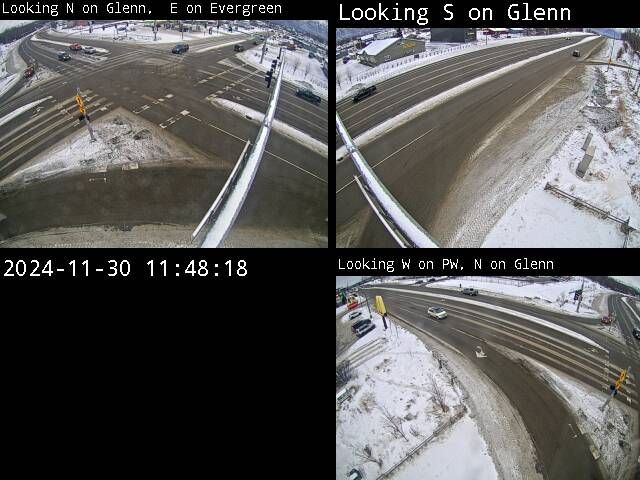 Looking N on Glenn,  E on Evergreen
Looking S on Glenn
2024-11-30 11:48:18
Looking W on PW, N on Glenn